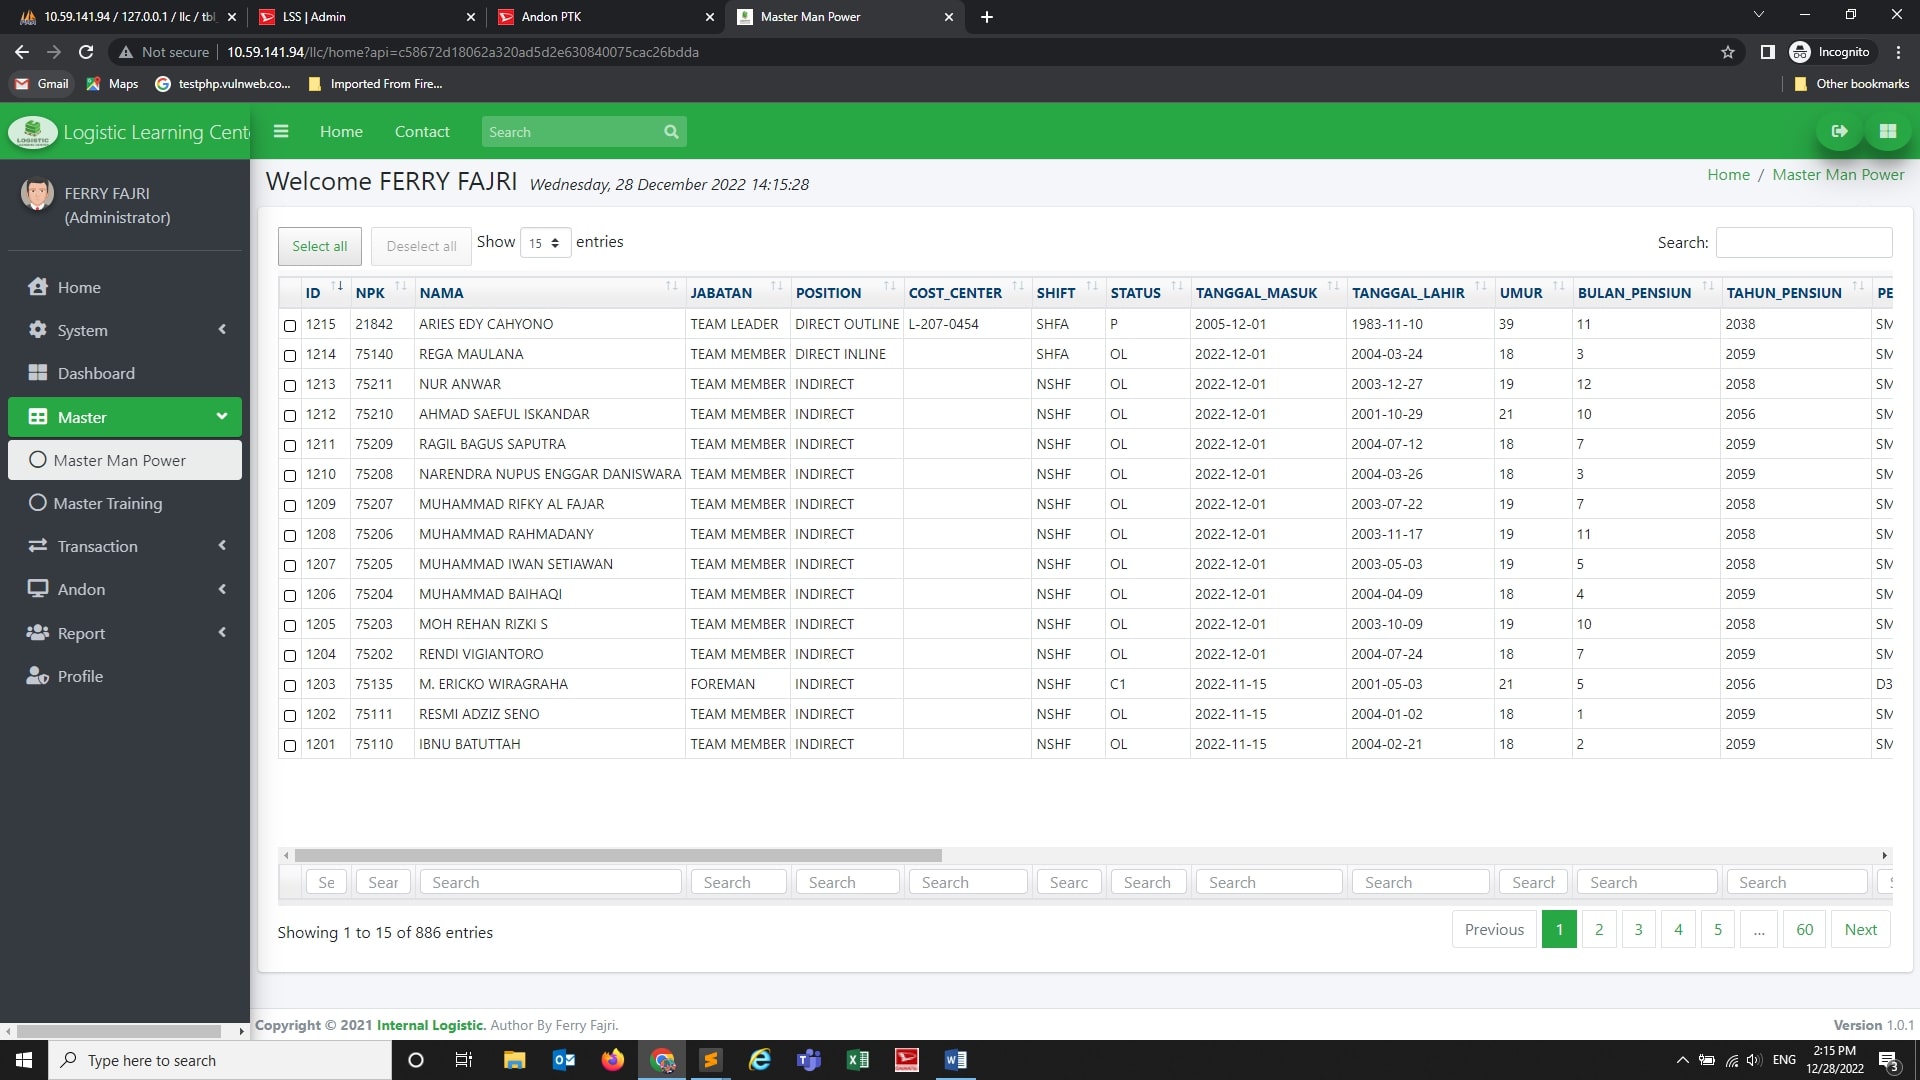 10.59.141.94 / 127.0.0.1 / llc / tbl_
LSS | Admin
Andon PTK
Master Man Power
Not secure 10.59.141.94/llc/home?api=c58672d18062a320ad5d2e630840075cac26bdda
Incognito
Gmail Maps testphp.vulnweb.co... Imported From Fire... Other bookmarks
Logistic Learning Cent
Home Contact Search
FERRY FAJRI
(Administrator)
Home
System
Dashboard
Master
Master Man Power
Master Training
Transaction
Andon
Report
Profile
Welcome FERRY FAJRI Wednesday, 28 December 2022 14:15:28
Home / Master Man Power
Select all Deselect all Show 15 entries Search:
ID NPK NAMA JABATAN POSITION COST_CENTER SHIFT STATUS TANGGAL_MASUK TANGGAL_LAHIR UMUR BULAN_PENSIUN TAHUN_PENSIUN PE
1215 21842 ARIES EDY CAHYONO TEAM LEADER DIRECT OUTLINE L-207-0454 SHFA P 2005-12-01 1983-11-10 39 11 2038 SM
1214 75140 REGA MAULANA TEAM MEMBER DIRECT INLINE SHFA OL 2022-12-01 2004-03-24 18 3 2059 SM
1213 75211 NUR ANWAR TEAM MEMBER INDIRECT NSHF OL 2022-12-01 2003-12-27 19 12 2058 SM
1212 75210 AHMAD SAEFUL ISKANDAR TEAM MEMBER INDIRECT NSHF OL 2022-12-01 2001-10-29 21 10 2056 SM
1211 75209 RAGIL BAGUS SAPUTRA TEAM MEMBER INDIRECT NSHF OL 2022-12-01 2004-07-12 18 7 2059 SM
1210 75208 NARENDRA NUPUS ENGGAR DANISWARA TEAM MEMBER INDIRECT NSHF OL 2022-12-01 2004-03-26 18 3 2059 SM
1209 75207 MUHAMMAD RIFKY AL FAJAR TEAM MEMBER INDIRECT NSHF OL 2022-12-01 2003-07-22 19 7 2058 SM
1208 75206 MUHAMMAD RAHMADANY TEAM MEMBER INDIRECT NSHF OL 2022-12-01 2003-11-17 19 11 2058 SM
1207 75205 MUHAMMAD IWAN SETIAWAN TEAM MEMBER INDIRECT NSHF OL 2022-12-01 2003-05-03 19 5 2058 SM
1206 75204 MUHAMMAD BAIHAQI TEAM MEMBER INDIRECT NSHF OL 2022-12-01 2004-04-09 18 4 2059 SM
1205 75203 MOH REHAN RIZKI S TEAM MEMBER INDIRECT NSHF OL 2022-12-01 2003-10-09 19 10 2058 SM
1204 75202 RENDI VIGIANTORO TEAM MEMBER INDIRECT NSHF OL 2022-12-01 2004-07-24 18 7 2059 SM
1203 75135 M. ERICKO WIRAGRAHA FOREMAN INDIRECT NSHF C1 2022-11-15 2001-05-03 21 5 2056 D3
1202 75111 RESMI ADZIZ SENO TEAM MEMBER INDIRECT NSHF OL 2022-11-15 2004-01-02 18 1 2059 SM
1201 75110 IBNU BATUTTAH TEAM MEMBER INDIRECT NSHF OL 2022-11-15 2004-02-21 18 2 2059 SM
Se Sear Search Search Search Search Searc Search Search Search Search Search Search
Showing 1 to 15 of 886 entries
Previous 1 2 3 4 5 ... 60 Next
Copyright © 2021 Internal Logistic. Author By Ferry Fajri.
Version 1.0.1
Type here to search
ENG
2:15 PM
12/28/2022
3